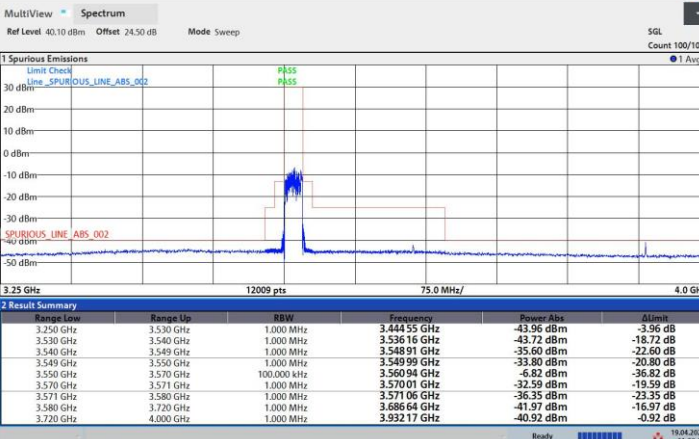 MultiView Spectrum
Ref Level 40.10 dBm Offset 24.50 dB Mode Sweep SGL
Count 100/10
1 Spurious Emissions 1 Avg
Limit Check PASS
Line _SPURIOUS_LINE_ABS_002 PASS
30 dBm
20 dBm
10 dBm
0 dBm
-10 dBm
-20 dBm
-30 dBm
_SPURIOUS_LINE_ABS_002
-40 dBm
-50 dBm
3.25 GHz 12009 pts 75.0 MHz/ 4.0 GH
2 Result Summary
Range Low Range Up RBW Frequency Power Abs ΔLimit
3.250 GHz 3.530 GHz 1.000 MHz 3.444 55 GHz -43.96 dBm -3.96 dB
3.530 GHz 3.540 GHz 1.000 MHz 3.536 16 GHz -43.72 dBm -18.72 dB
3.540 GHz 3.549 GHz 1.000 MHz 3.548 91 GHz -35.60 dBm -22.60 dB
3.549 GHz 3.550 GHz 1.000 MHz 3.549 99 GHz -33.80 dBm -20.80 dB
3.550 GHz 3.570 GHz 100.000 kHz 3.560 94 GHz -6.82 dBm -36.82 dB
3.570 GHz 3.571 GHz 1.000 MHz 3.570 01 GHz -32.59 dBm -19.59 dB
3.571 GHz 3.580 GHz 1.000 MHz 3.571 06 GHz -36.35 dBm -23.35 dB
3.580 GHz 3.720 GHz 1.000 MHz 3.686 64 GHz -41.97 dBm -16.97 dB
3.720 GHz 4.000 GHz 1.000 MHz 3.932 17 GHz -40.92 dBm -0.92 dB
Ready 19.04.20